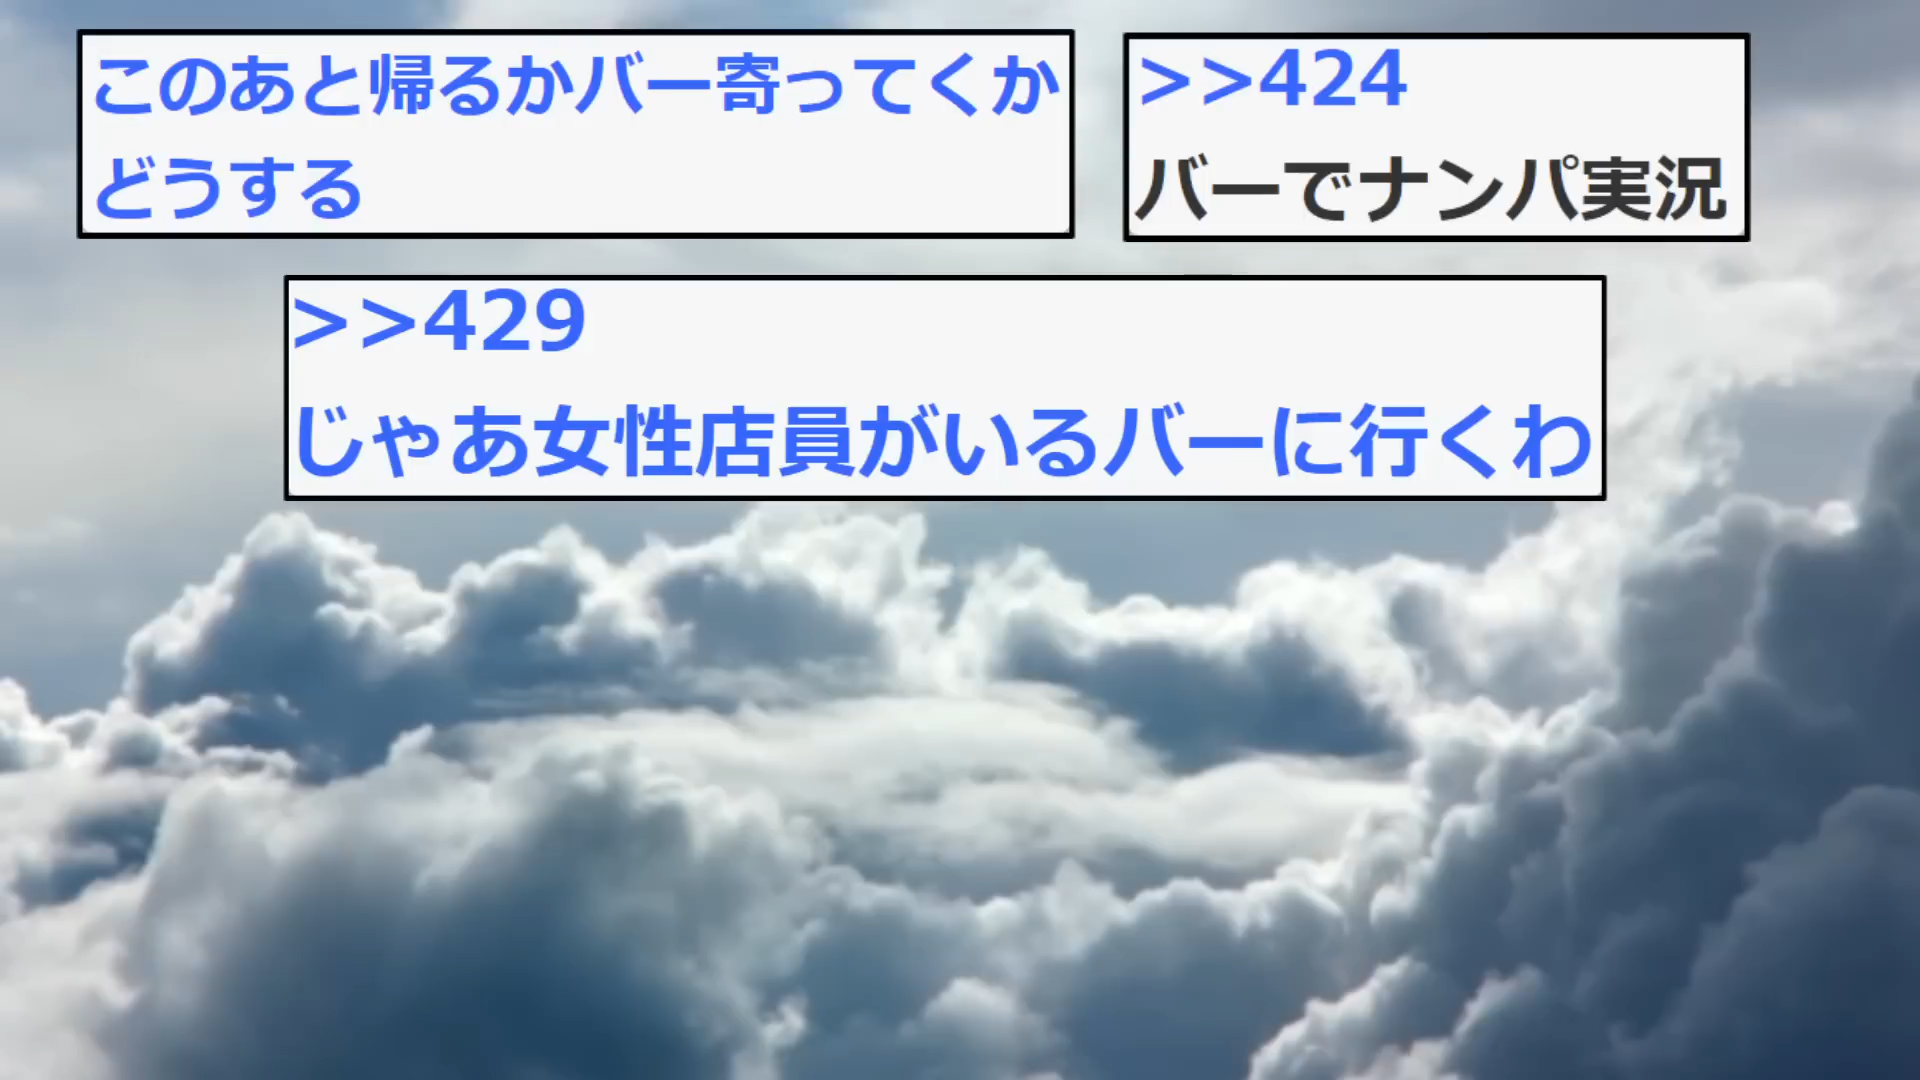 このあと帰るかバー寄ってくか
どうする
>>424
バーでナンパ実況
>>429
じゃあ女性店員がいるバーに行くわ